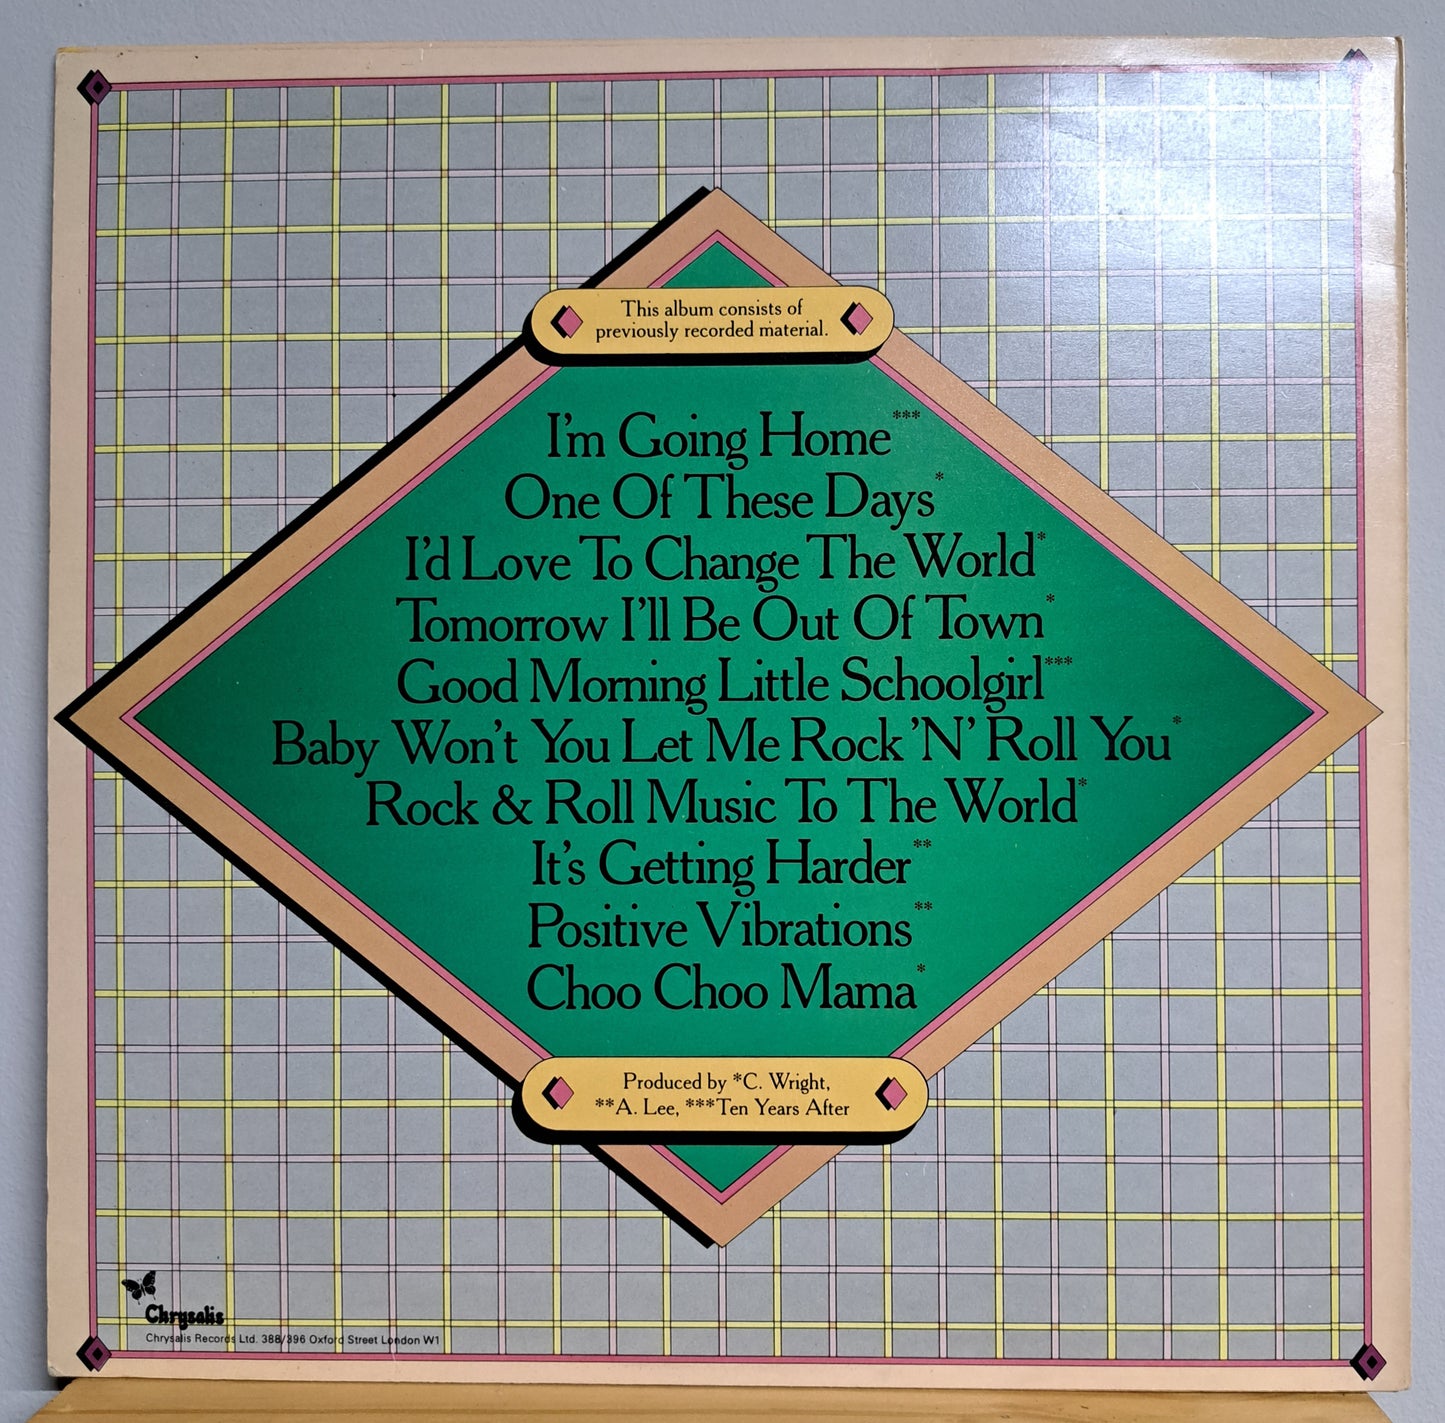 This album consists of
previously recorded material.
I'm Going Home***
One Of These Days*
I'd Love To Change The World*
Tomorrow I'll Be Out Of Town*
Good Morning Little Schoolgirl***
Baby Won't You Let Me Rock 'N' Roll You*
Rock & Roll Music To The World*
It's Getting Harder**
Positive Vibrations**
Choo Choo Mama*
Produced by *C. Wright,
**A. Lee, ***Ten Years After
Chrysalis
Chrysalis Records Ltd. 388/396 Oxford Street London W1